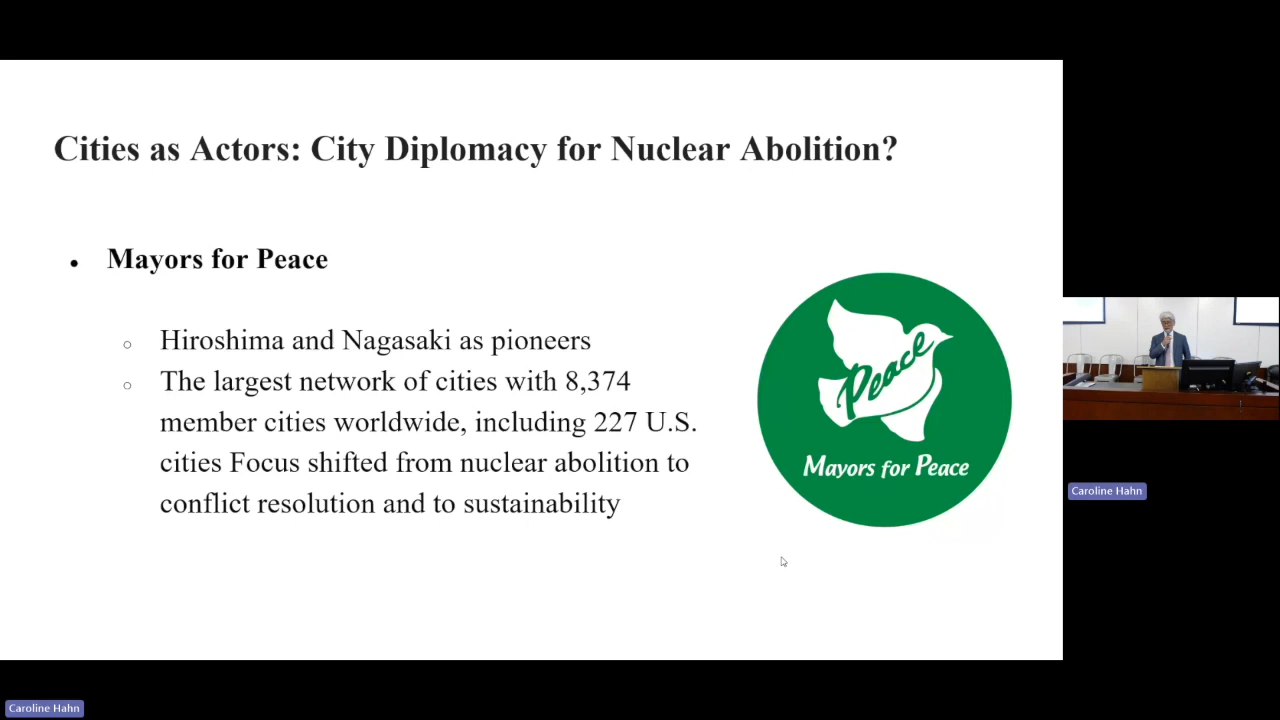 Cities as Actors: City Diplomacy for Nuclear Abolition?
• Mayors for Peace
○ Hiroshima and Nagasaki as pioneers
○ The largest network of cities with 8,374
member cities worldwide, including 227 U.S.
cities Focus shifted from nuclear abolition to
conflict resolution and to sustainability
Peace
Mayors for Peace
Caroline Hahn
Caroline Hahn